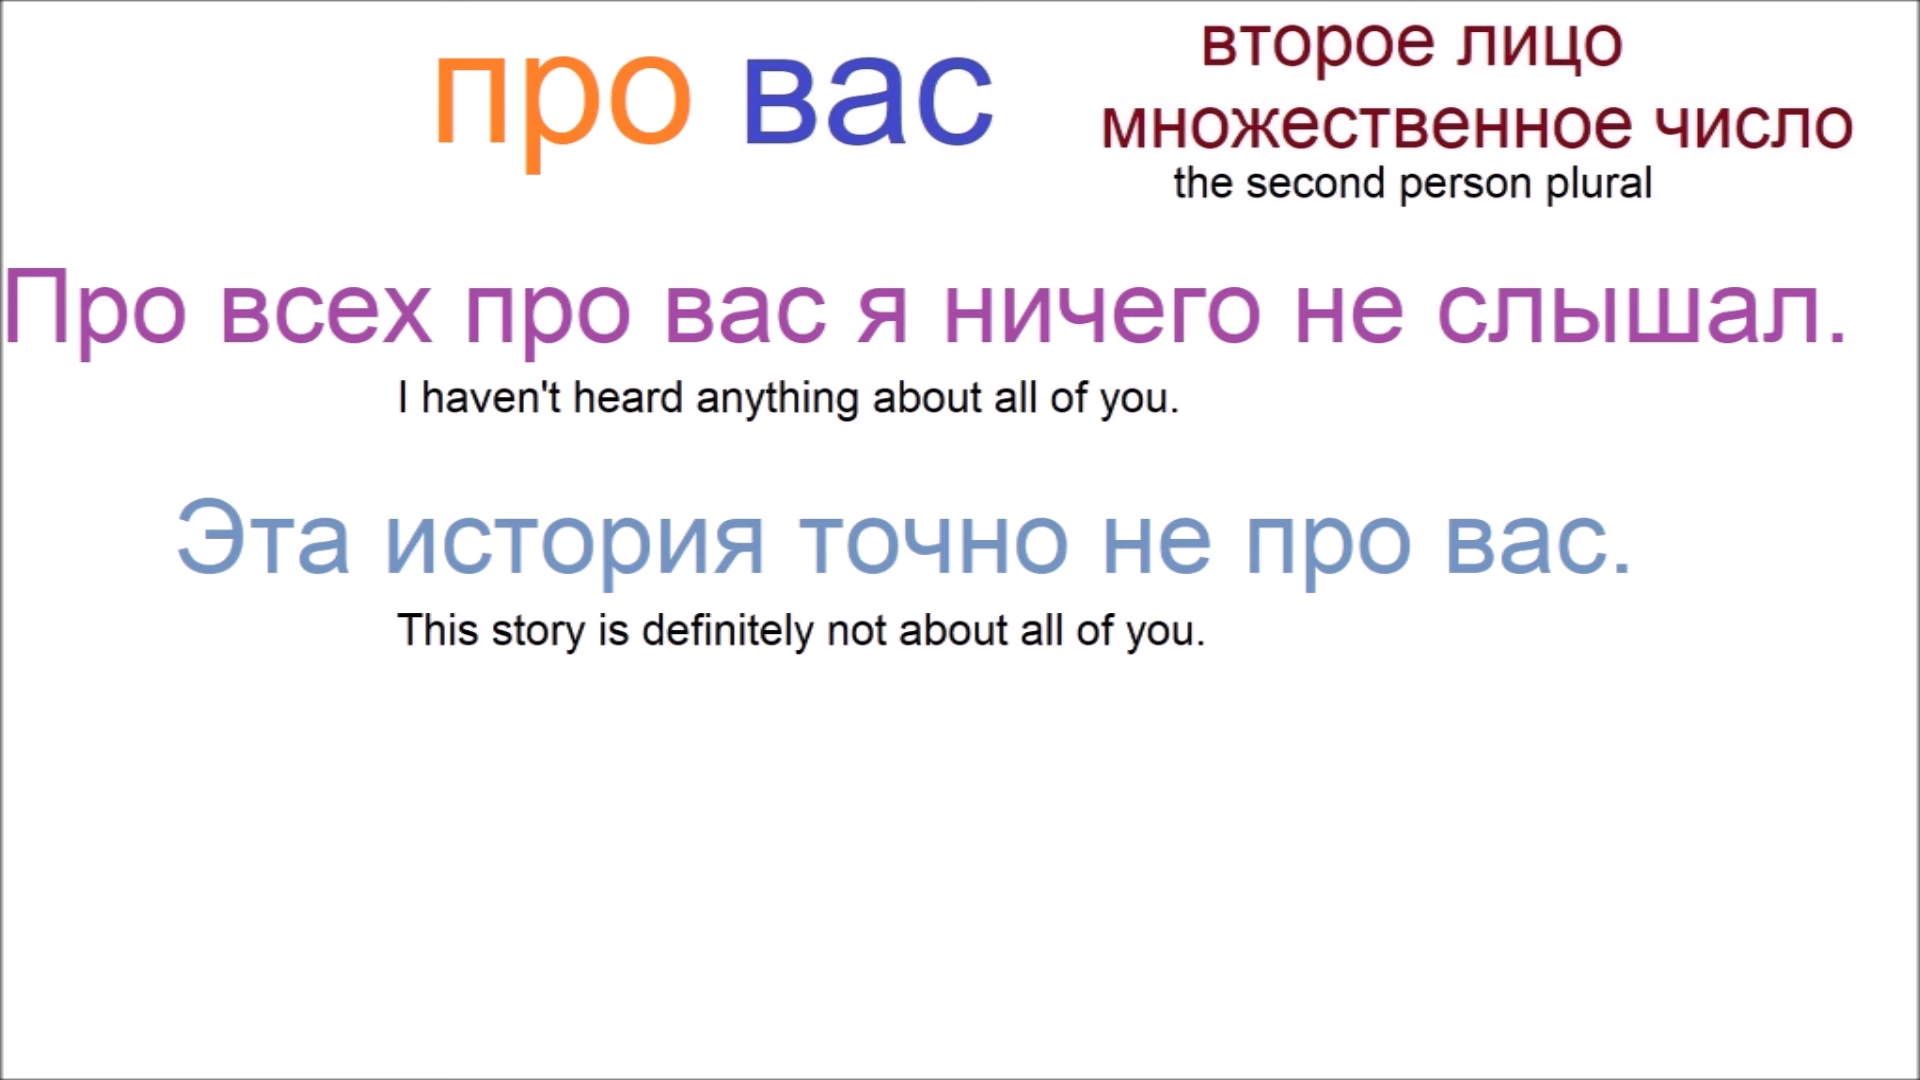 про вас
второе лицо
множественное число
the second person plural
Про всех про вас я ничего не слышал.
I haven't heard anything about all of you.
Эта история точно не про вас.
This story is definitely not about all of you.